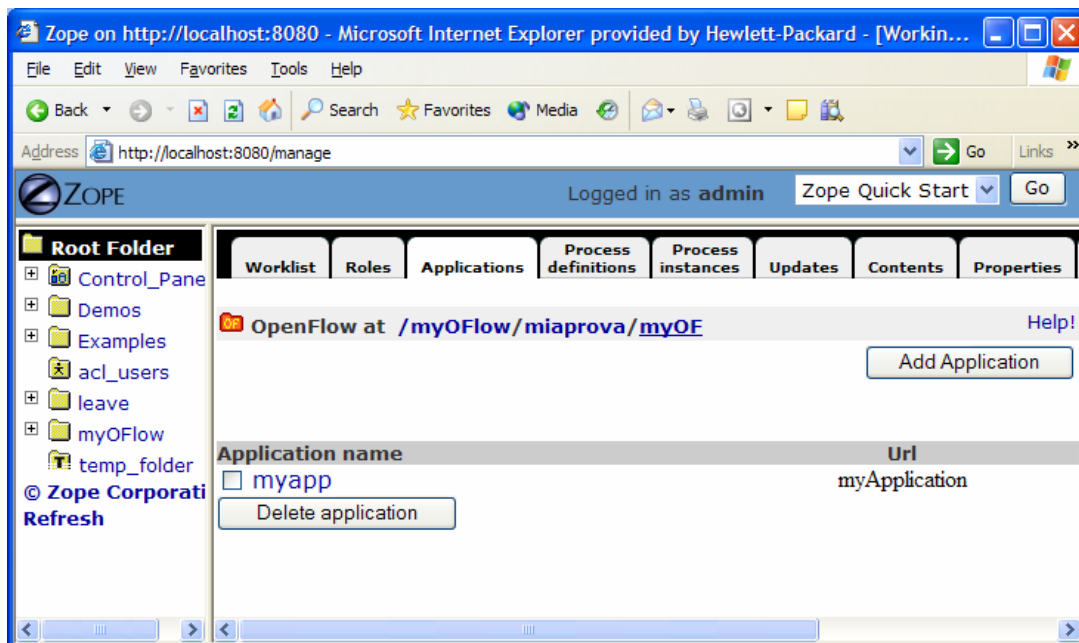 Zope on http://localhost:8080 - Microsoft Internet Explorer provided by Hewlett-Packard - [Workin...
File Edit View Favorites Tools Help
Back Search Favorites Media
Address http://localhost:8080/manage Go Links »
ZOPE Logged in as admin Zope Quick Start Go
Root Folder
Control_Pane
Demos
Examples
acl_users
leave
myOFlow
temp_folder
© Zope Corporati
Refresh
Worklist Roles Applications Process definitions Process instances Updates Contents Properties
OF OpenFlow at /myOFlow/miaprova/myOF Help!
Add Application
Application name Url
myapp myApplication
Delete application